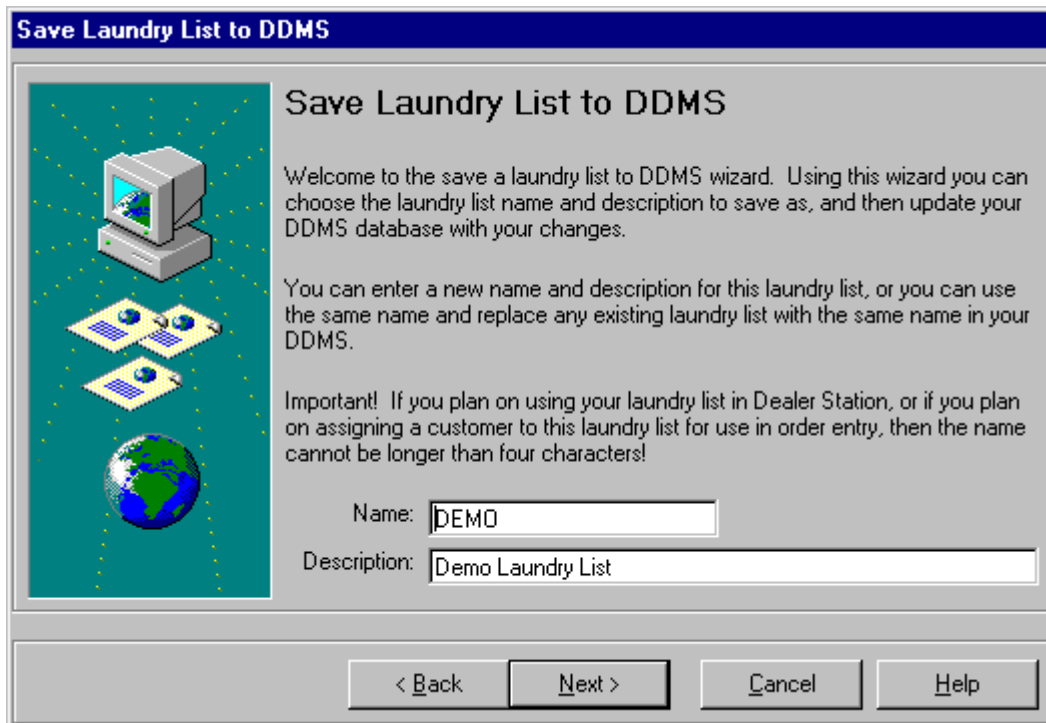 Save Laundry List to DDMS
Save Laundry List to DDMS
Welcome to the save a laundry list to DDMS wizard.  Using this wizard you can
choose the laundry list name and description to save as, and then update your
DDMS database with your changes.
You can enter a new name and description for this laundry list, or you can use
the same name and replace any existing laundry list with the same name in your
DDMS.
Important!  If you plan on using your laundry list in Dealer Station, or if you plan
on assigning a customer to this laundry list for use in order entry, then the name
cannot be longer than four characters!
Name: DEMO
Description: Demo Laundry List
< Back Next > Cancel Help